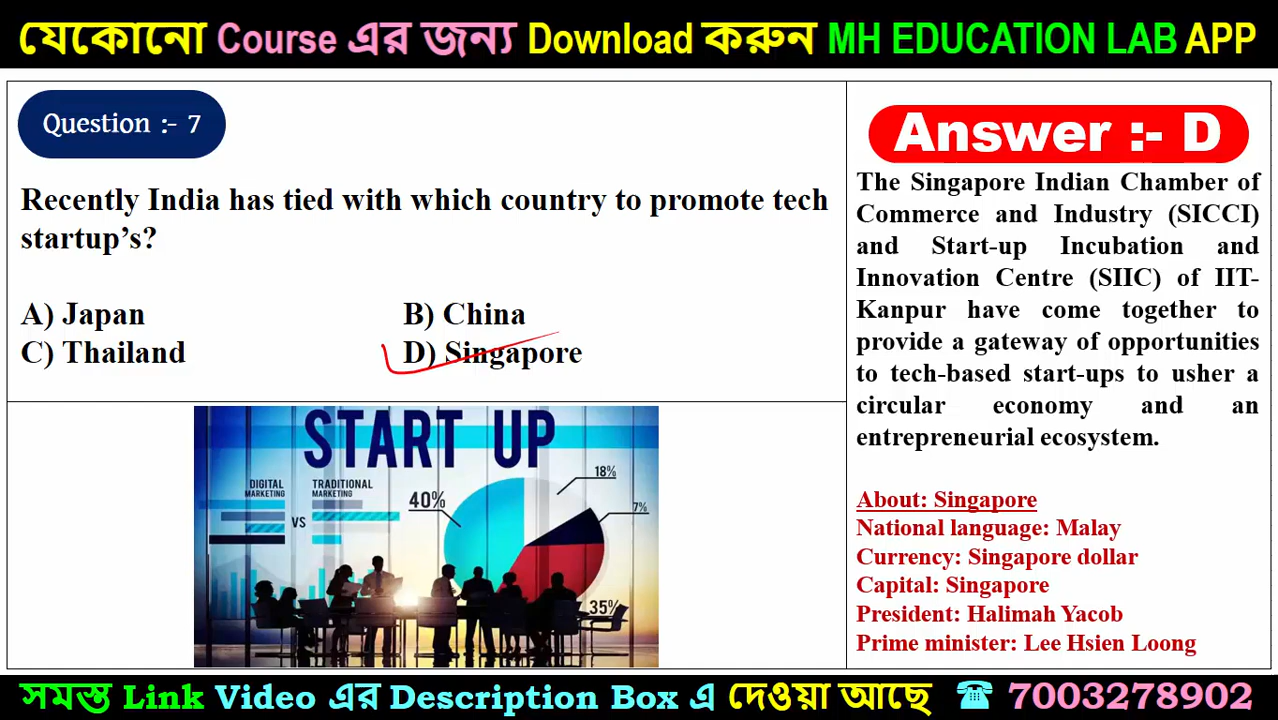 যেকোনো Course এর জন্য Download করুন MH EDUCATION LAB APP
Question :- 7
Recently India has tied with which country to promote tech
startup’s?
A) Japan
B) China
C) Thailand
D) Singapore
START UP
DIGITAL
MARKETING
VS
TRADITIONAL
MARKETING
40%
18%
7%
35%
Answer :- D
The Singapore Indian Chamber of
Commerce and Industry (SICCI)
and Start-up Incubation and
Innovation Centre (SIIC) of IIT-
Kanpur have come together to
provide a gateway of opportunities
to tech-based start-ups to usher a
circular economy and an
entrepreneurial ecosystem.
About: Singapore
National language: Malay
Currency: Singapore dollar
Capital: Singapore
President: Halimah Yacob
Prime minister: Lee Hsien Loong
সমস্ত Link Video এর Description Box এ দেওয়া আছে ☎ 7003278902